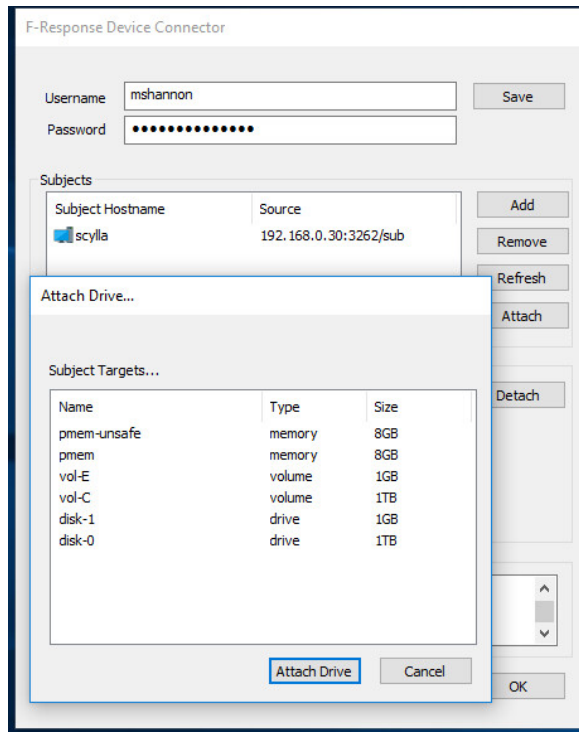 F-Response Device Connector
Username mshannon Save
Password ••••••••••••••
Subjects
Subject Hostname Source Add
scylla 192.168.0.30:3262/sub Remove
Refresh
Attach Drive...
Attach
Subject Targets...
Detach
Name Type Size
pmem-unsafe memory 8GB
pmem memory 8GB
vol-E volume 1GB
vol-C volume 1TB
disk-1 drive 1GB
disk-0 drive 1TB
Attach Drive Cancel
OK